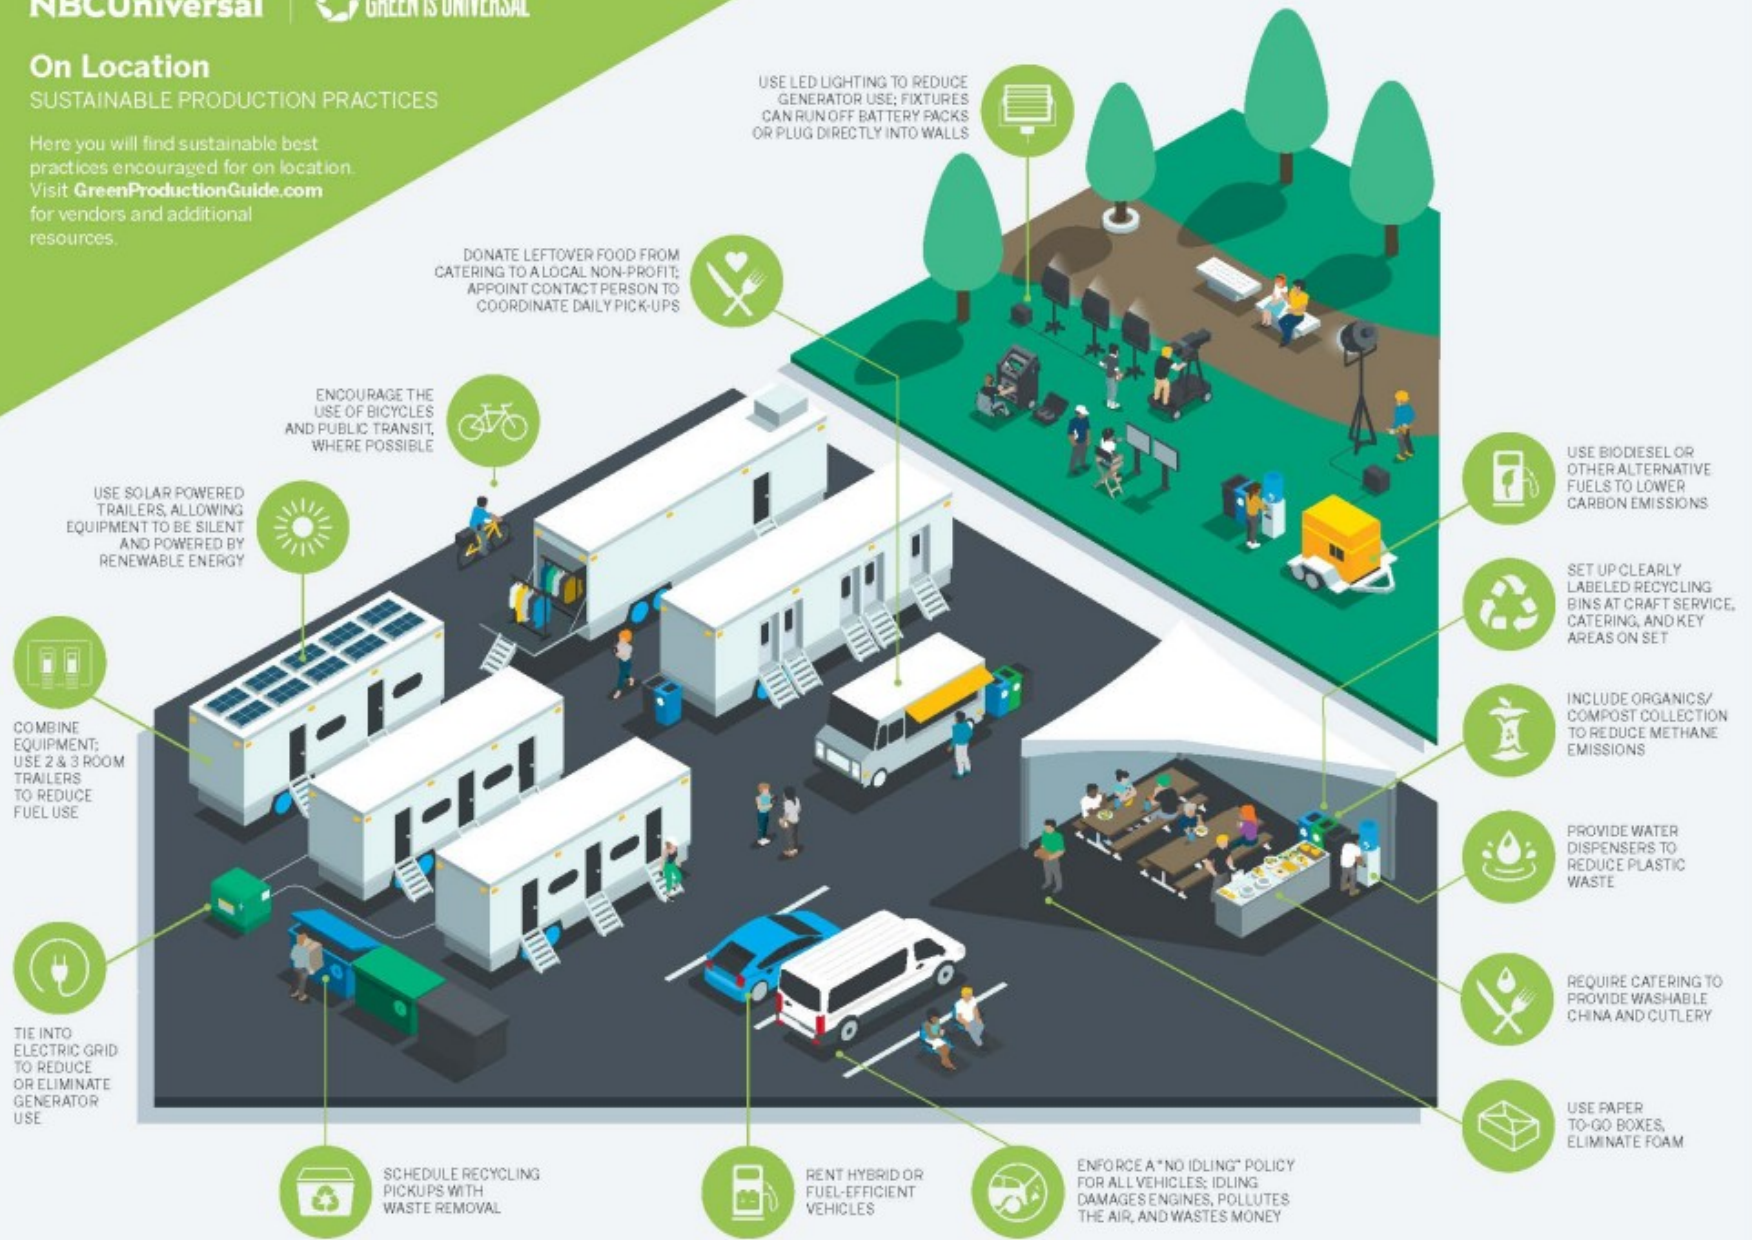 NBCUniversal
GREEN IS UNIVERSAL
On Location
SUSTAINABLE PRODUCTION PRACTICES
Here you will find sustainable best
practices encouraged for on location.
Visit GreenProductionGuide.com
for vendors and additional
resources.
USE LED LIGHTING TO REDUCE
GENERATOR USE; FIXTURES
CAN RUN OFF BATTERY PACKS
OR PLUG DIRECTLY INTO WALLS
DONATE LEFTOVER FOOD FROM
CATERING TO A LOCAL NON-PROFIT;
APPOINT CONTACT PERSON TO
COORDINATE DAILY PICK-UPS
ENCOURAGE THE
USE OF BICYCLES
AND PUBLIC TRANSIT,
WHERE POSSIBLE
USE SOLAR POWERED
TRAILERS, ALLOWING
EQUIPMENT TO BE SILENT
AND POWERED BY
RENEWABLE ENERGY
COMBINE
EQUIPMENT;
USE 2 & 3 ROOM
TRAILERS
TO REDUCE
FUEL USE
TIE INTO
ELECTRIC GRID
TO REDUCE
OR ELIMINATE
GENERATOR
USE
SCHEDULE RECYCLING
PICKUPS WITH
WASTE REMOVAL
RENT HYBRID OR
FUEL-EFFICIENT
VEHICLES
ENFORCE A "NO IDLING" POLICY
FOR ALL VEHICLES; IDLING
DAMAGES ENGINES, POLLUTES
THE AIR, AND WASTES MONEY
USE BIODIESEL OR
OTHER ALTERNATIVE
FUELS TO LOWER
CARBON EMISSIONS
SET UP CLEARLY
LABELED RECYCLING
BINS AT CRAFT SERVICE,
CATERING, AND KEY
AREAS ON SET
INCLUDE ORGANICS/
COMPOST COLLECTION
TO REDUCE METHANE
EMISSIONS
PROVIDE WATER
DISPENSERS TO
REDUCE PLASTIC
WASTE
REQUIRE CATERING TO
PROVIDE WASHABLE
CHINA AND CUTLERY
USE PAPER
TO-GO BOXES,
ELIMINATE FOAM